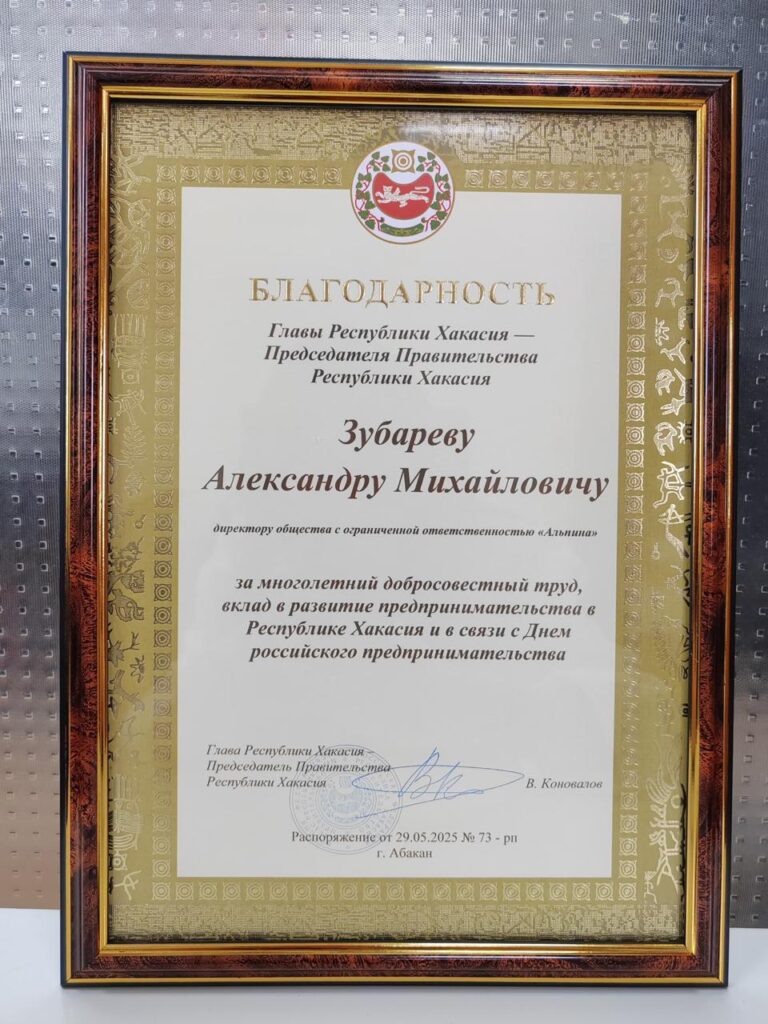 БЛАГОДАРНОСТЬ
Главы Республики Хакасия —
Председателя Правительства
Республики Хакасия
Зубареву
Александру Михайловичу
директору общества с ограниченной ответственностью «Альпина»
за многолетний добросовестный труд,
вклад в развитие предпринимательства в
Республике Хакасия и в связи с Днем
российского предпринимательства
Глава Республики Хакасия –
Председатель Правительства
Республики Хакасия
В. Коновалов
Распоряжение от 29.05.2025 № 73 - рп
г. Абакан